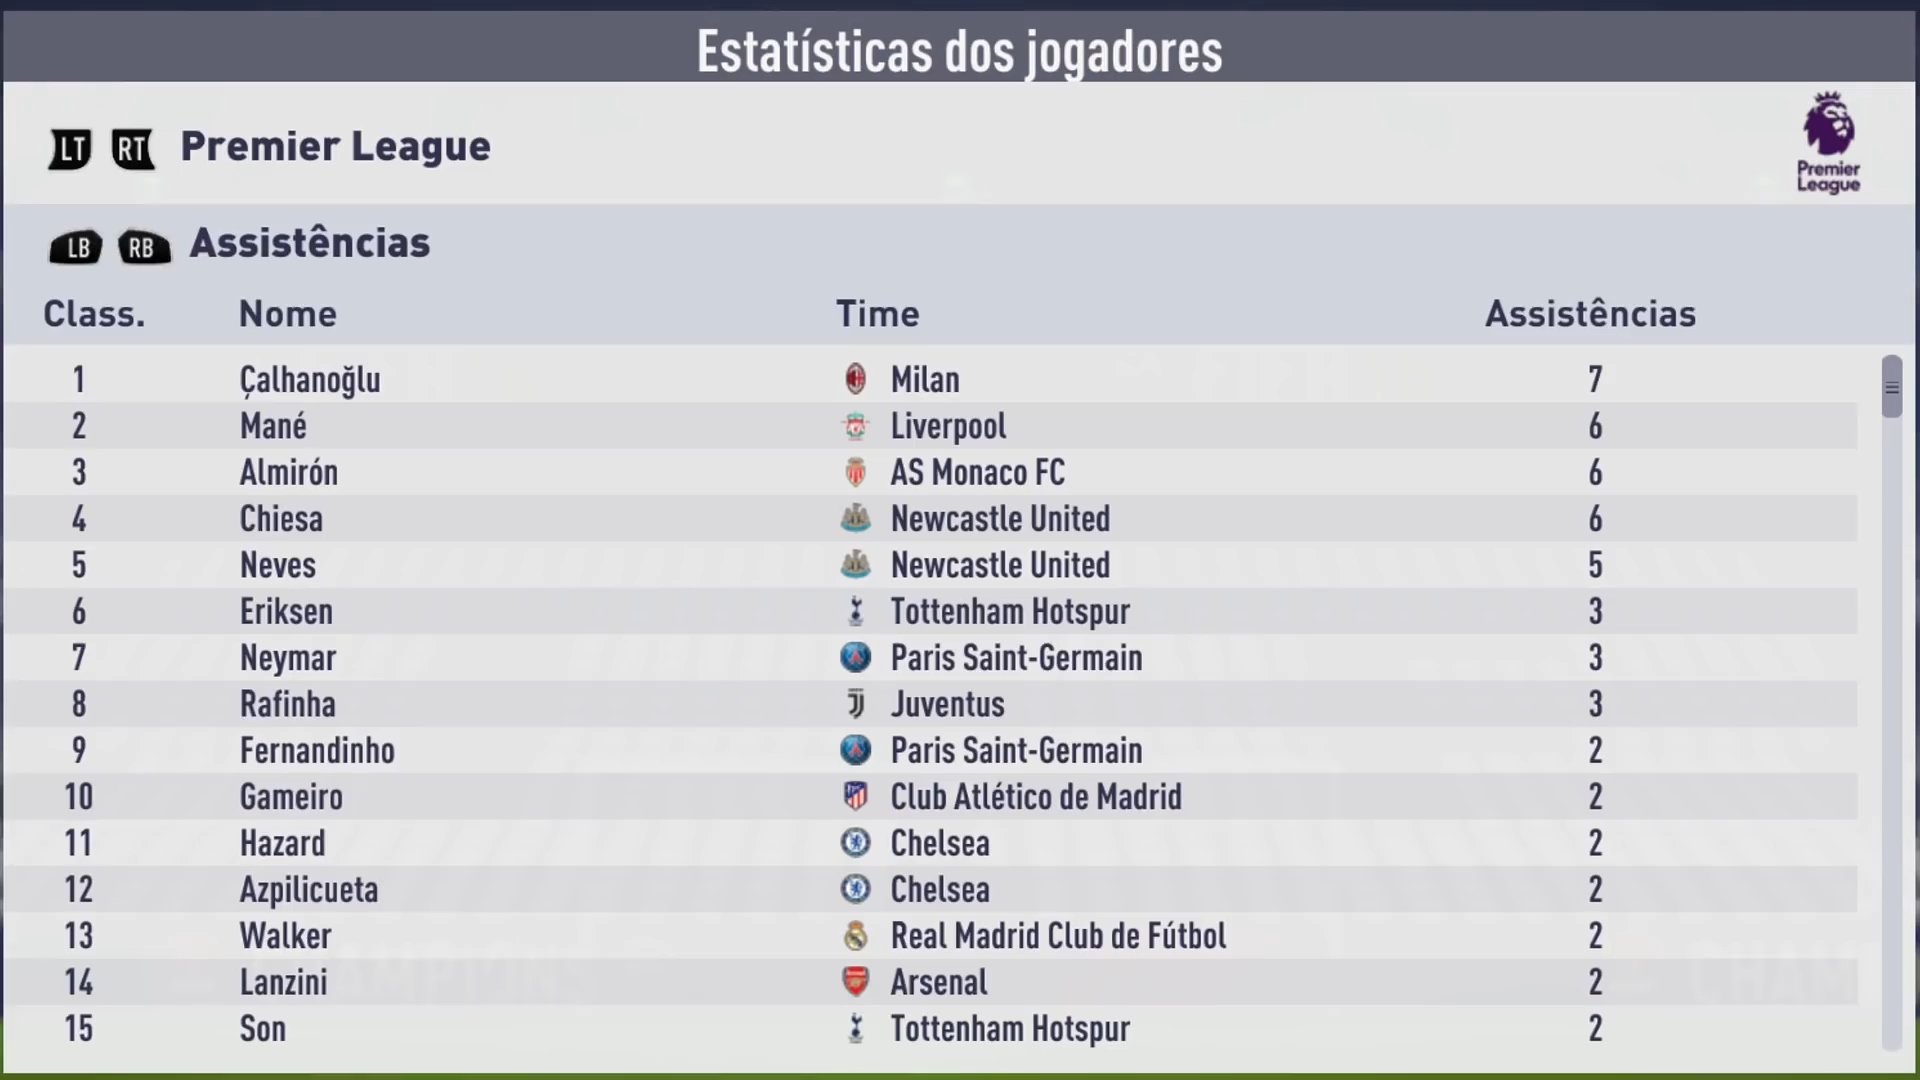 Estatísticas dos jogadores
LT RT Premier League
Premier
League
LB RB Assistências
Class. Nome Time Assistências
1 Çalhanoğlu Milan 7
2 Mané Liverpool 6
3 Almirón AS Monaco FC 6
4 Chiesa Newcastle United 6
5 Neves Newcastle United 5
6 Eriksen Tottenham Hotspur 3
7 Neymar Paris Saint-Germain 3
8 Rafinha Juventus 3
9 Fernandinho Paris Saint-Germain 2
10 Gameiro Club Atlético de Madrid 2
11 Hazard Chelsea 2
12 Azpilicueta Chelsea 2
13 Walker Real Madrid Club de Fútbol 2
14 Lanzini Arsenal 2
15 Son Tottenham Hotspur 2